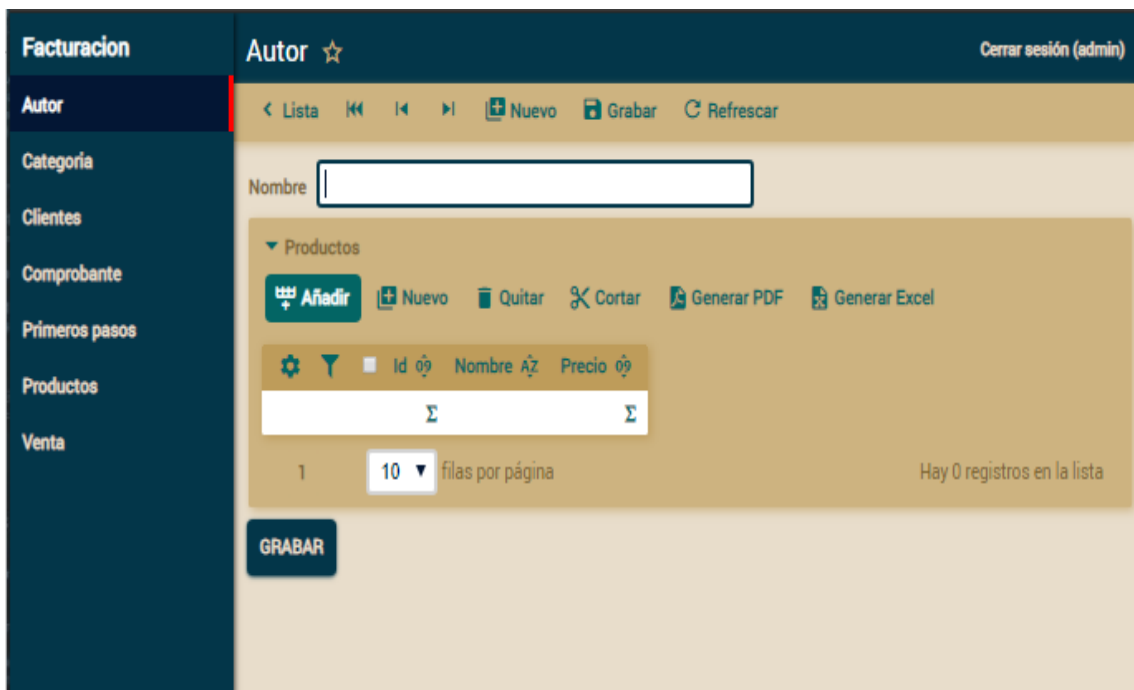 Facturacion
Autor
Categoria
Clientes
Comprobante
Primeros pasos
Productos
Venta
Autor ☆ Cerrar sesión (admin)
Lista Nuevo Grabar Refrescar
Nombre
Productos
Añadir Nuevo Quitar Cortar Generar PDF Generar Excel
Id Nombre Precio
Σ Σ
1 10 filas por página Hay 0 registros en la lista
GRABAR